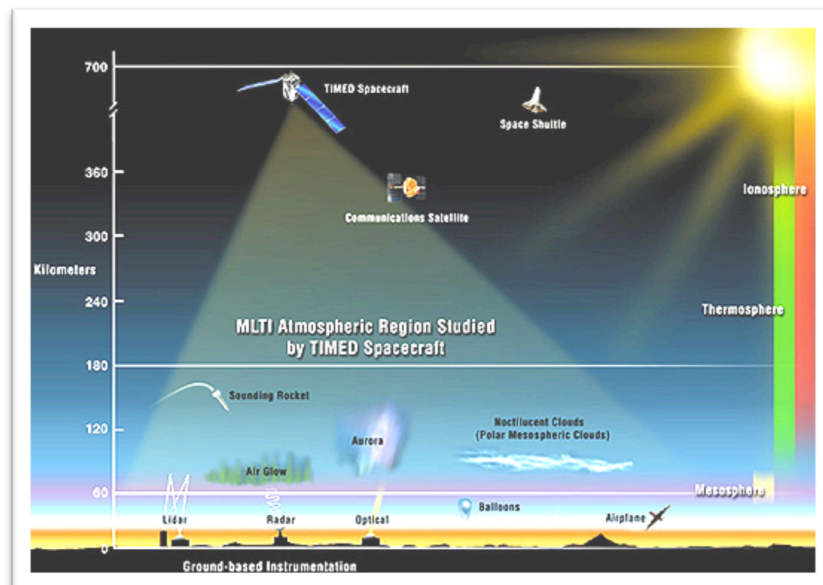 700
TIMED Spacecraft
Space Shuttle
360
Ionosphere
Communications Satellite
300
Kilometers
240
Thermosphere
MLTI Atmospheric Region Studied
by TIMED Spacecraft
180
Sounding Rocket
120
Noctilucent Clouds
(Polar Mesospheric Clouds)
Aurora
Air Glow
60
Mesosphere
Balloons
Lidar
Radar
Optical
Airplane
0
Ground-based Instrumentation